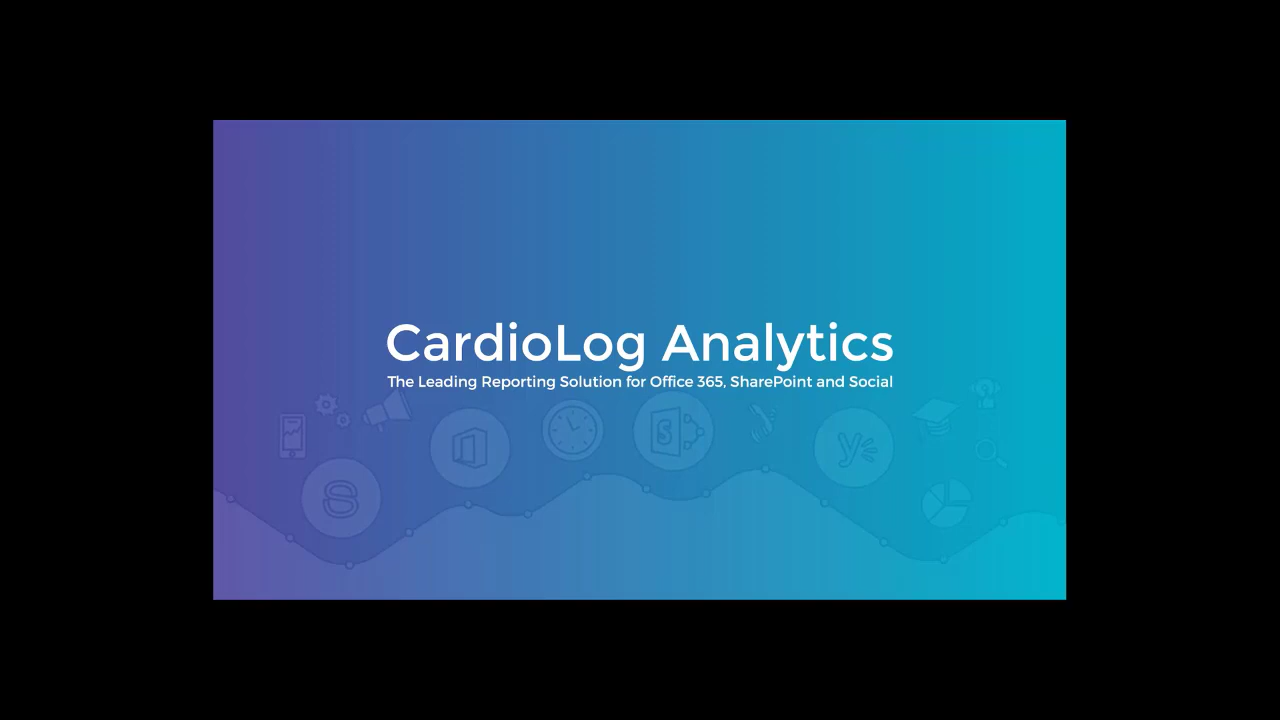 CardioLog Analytics
The Leading Reporting Solution for Office 365, SharePoint and Social